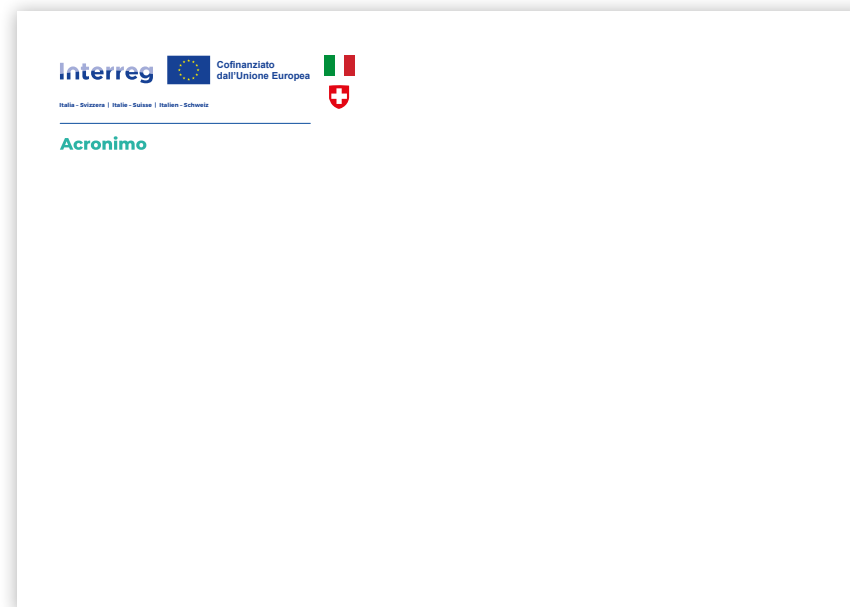 Interreg
Cofinanziato
dall'Unione Europea
Italia – Svizzera | Italie – Suisse | Italien – Schweiz
Acronimo